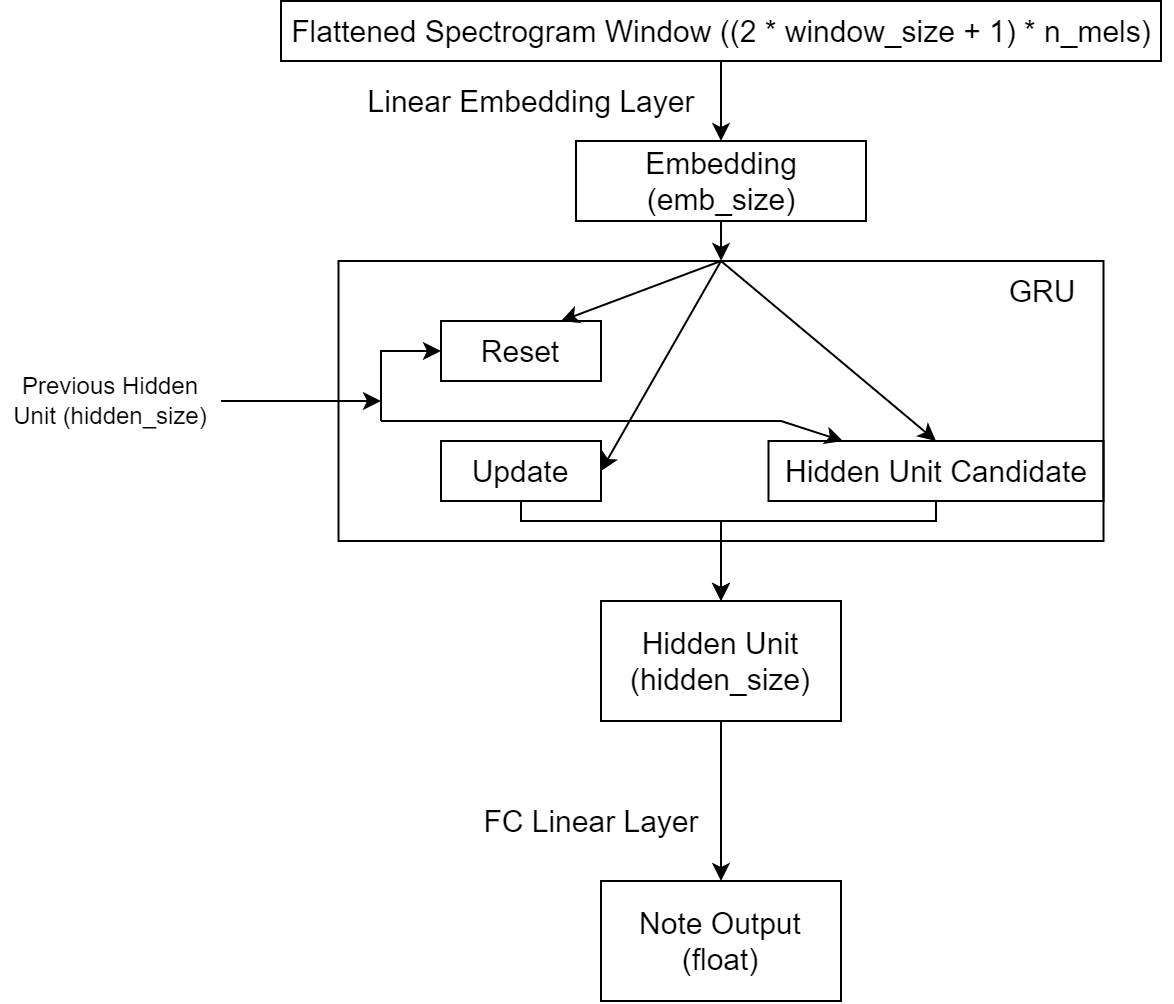 Flattened Spectrogram Window ((2 * window_size + 1) * n_mels)
Linear Embedding Layer
Embedding
(emb_size)
GRU
Reset
Previous Hidden
Unit (hidden_size)
Update
Hidden Unit Candidate
Hidden Unit
(hidden_size)
FC Linear Layer
Note Output
(float)